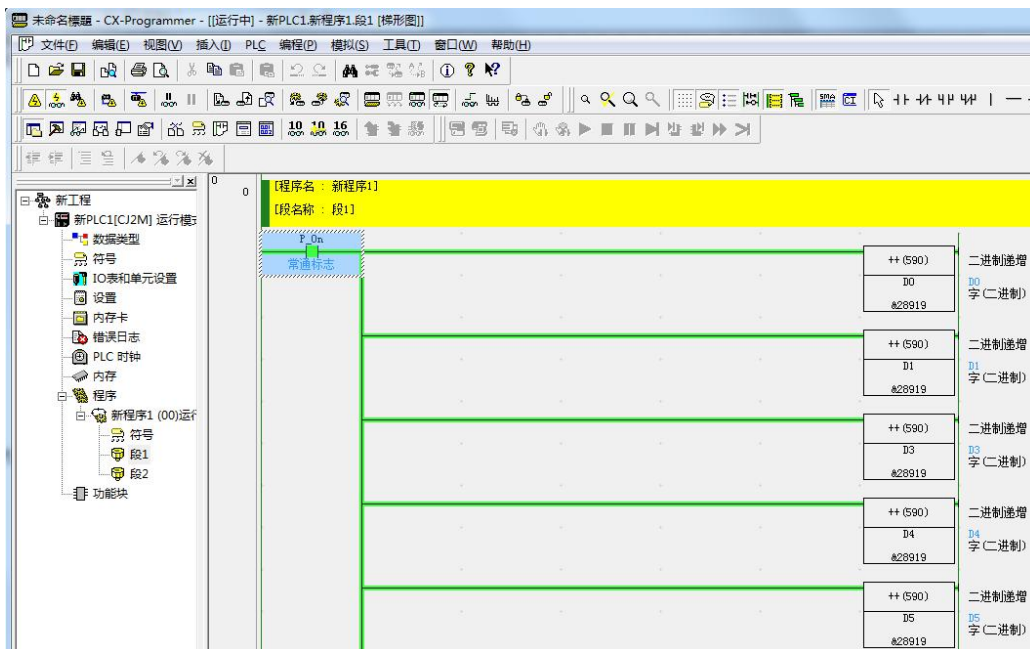 未命名標題 - CX-Programmer - [[运行中] - 新PLC1.新程序1.段1 [梯形图]]
文件(F) 编辑(E) 视图(V) 插入(I) PLC 编程(P) 模拟(S) 工具(T) 窗口(W) 帮助(H)
10 10 16
新工程
新PLC1[CJ2M] 运行模式
数据类型
符号
IO表和单元设置
设置
内存卡
错误日志
PLC 时钟
内存
程序
新程序1 (00)运行
符号
段1
段2
功能块
0
0
[程序名 : 新程序1]
[段名称 : 段1]
P_On
常通标志
++(590)
D0
&28919
二进制递增
D0
字(二进制)
++(590)
D1
&28919
二进制递增
D1
字(二进制)
++(590)
D3
&28919
二进制递增
D3
字(二进制)
++(590)
D4
&28919
二进制递增
D4
字(二进制)
++(590)
D5
&28919
二进制递增
D5
字(二进制)